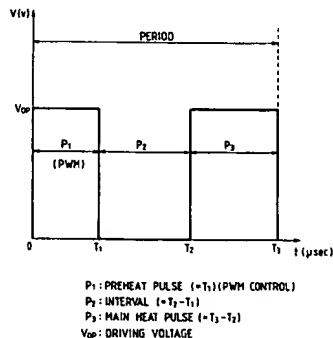 V(v)
PERIOD
VOP
P1
P2
P3
(PWM)
0
T1
T2
T3
t (μsec)
P1: PREHEAT PULSE (=T1)(PWM CONTROL)
P2: INTERVAL (=T2-T1)
P3: MAIN HEAT PULSE (=T3-T2)
VOP: DRIVING VOLTAGE